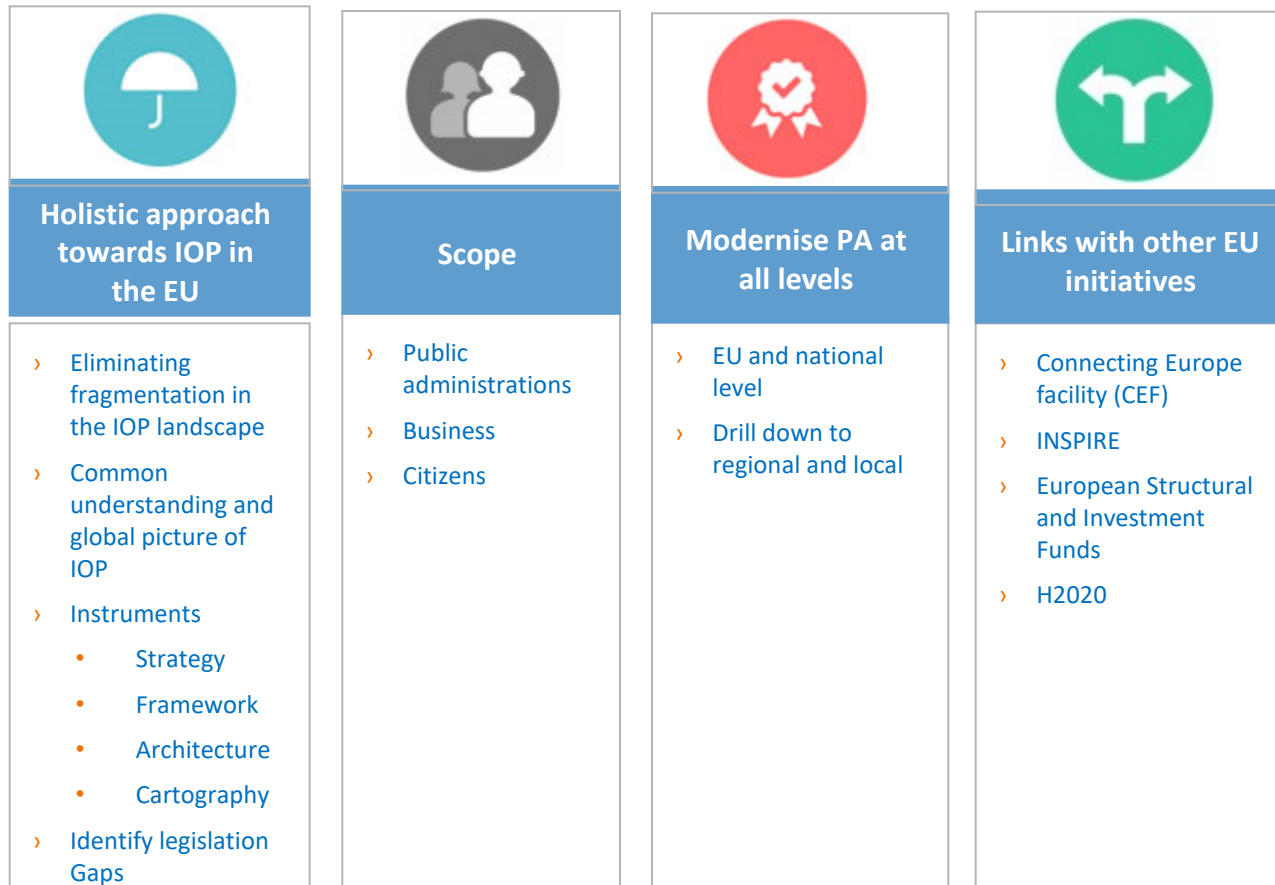 Holistic approach
towards IOP in
the EU
› Eliminating
fragmentation in
the IOP landscape
› Common
understanding and
global picture of
IOP
› Instruments
• Strategy
• Framework
• Architecture
• Cartography
› Identify legislation
Gaps
Scope
› Public
administrations
› Business
› Citizens
Modernise PA at
all levels
› EU and national
level
› Drill down to
regional and local
Links with other EU
initiatives
› Connecting Europe
facility (CEF)
› INSPIRE
› European Structural
and Investment
Funds
› H2020